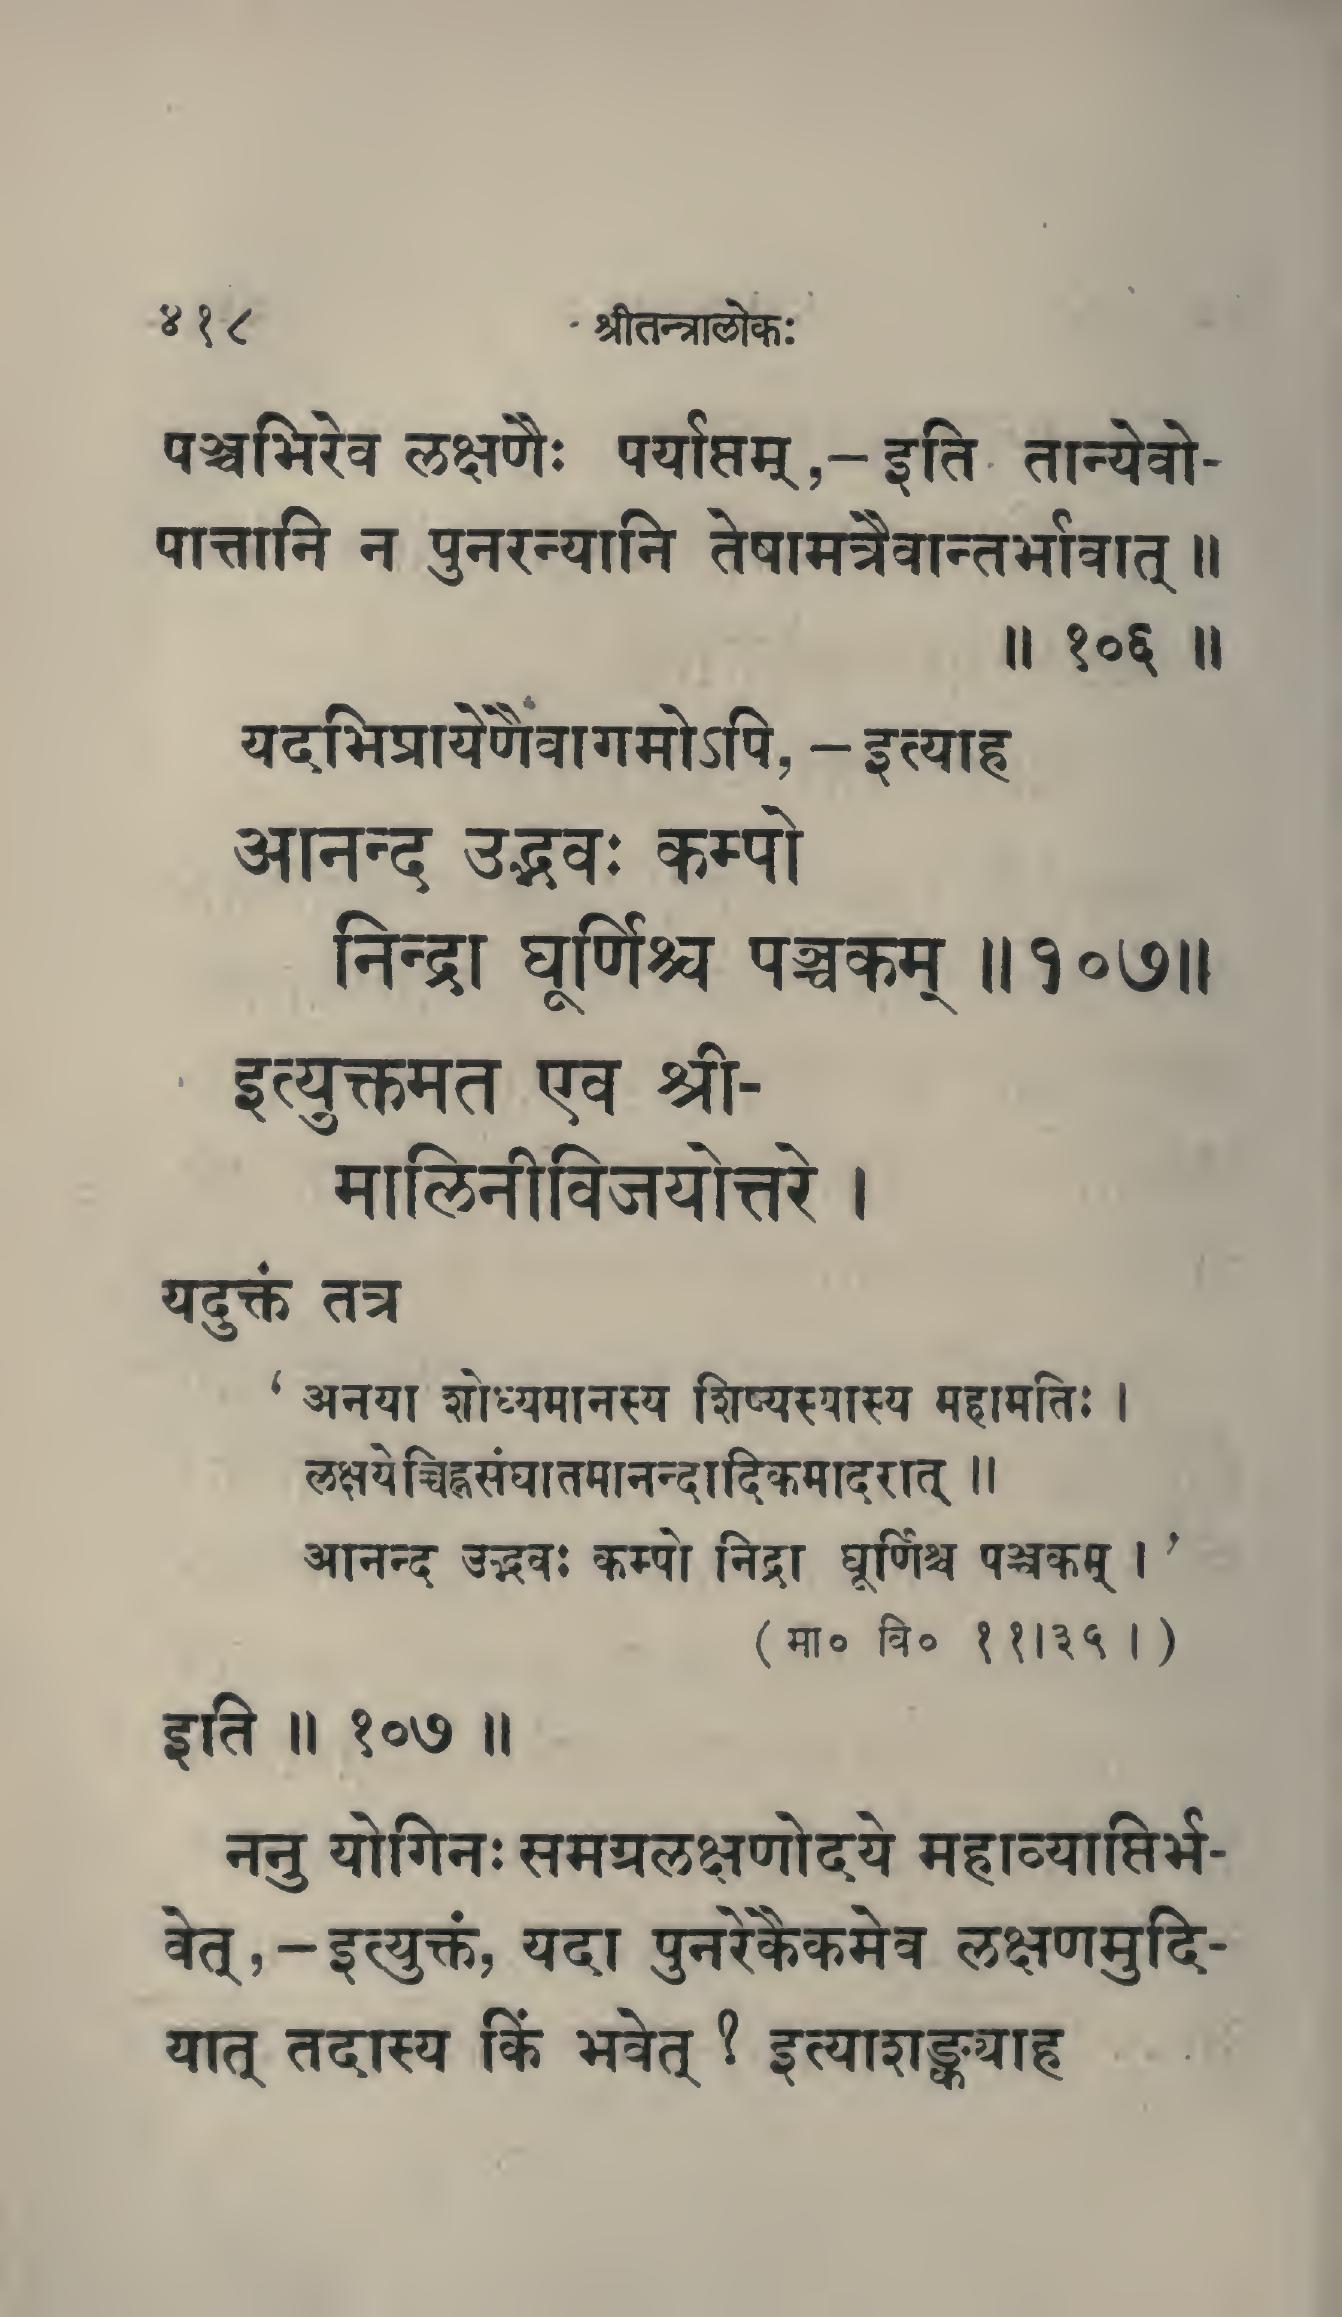 ४१८ श्रीतन्त्रालोकः
पञ्चभिरेव लक्षणैः पर्याप्तम्,—इति तान्येवो-
पात्तानि न पुनरन्यानि तेषामत्रैवान्तर्भावात् ॥
॥ १०६ ॥
यदभिप्रायेणैवागमोऽपि,—इत्याह
आनन्द उद्भवः कम्पो
निन्द्रा घूर्णिश्च पञ्चकम् ॥१०७॥
इत्युक्तमत एव श्री-
मालिनीविजयोत्तरे ।
यदुक्तं तत्र
‘ अनया शोध्यमानस्य शिष्यस्यास्य महामतिः ।
लक्षयेच्चिह्नसंघातमानन्दादिकमादरात् ॥
आनन्द उद्भवः कम्पो निद्रा घूर्णिश्च पञ्चकम् । ’
( मा० वि० ११।३५ । )
इति ॥ १०७ ॥
ननु योगिनः समग्रलक्षणोदये महाव्याप्तिर्भ-
वेत्,—इत्युक्तं, यदा पुनरेकैकमेव लक्षणमुदि-
यात् तदास्य किं भवेत् ? इत्याशङ्कयाह